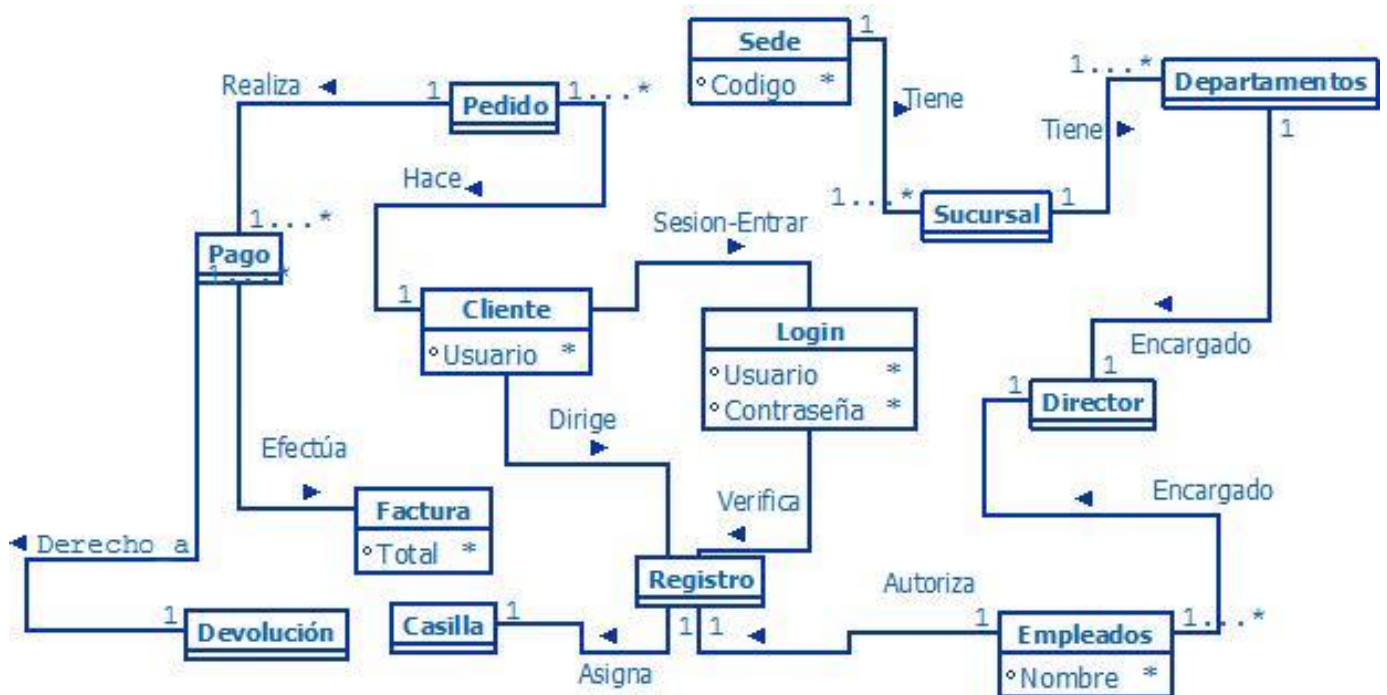 Sede
1
° Codigo *
1...*
Departamentos
Realiza
1
Pedido
1...*
Tiene
Tiene
1
Hace
1...*
Sucursal
1
1...*
Pago
1...*
Sesion-Entrar
1
Cliente
° Usuario *
Login
° Usuario *
° Contraseña *
Encargado
1
1
Director
Dirige
Efectúa
Factura
° Total *
Verifica
Encargado
Derecho a
Registro
Autoriza
1
Devolución
Casilla
1
1
1
1
Empleados
1...*
° Nombre *
Asigna